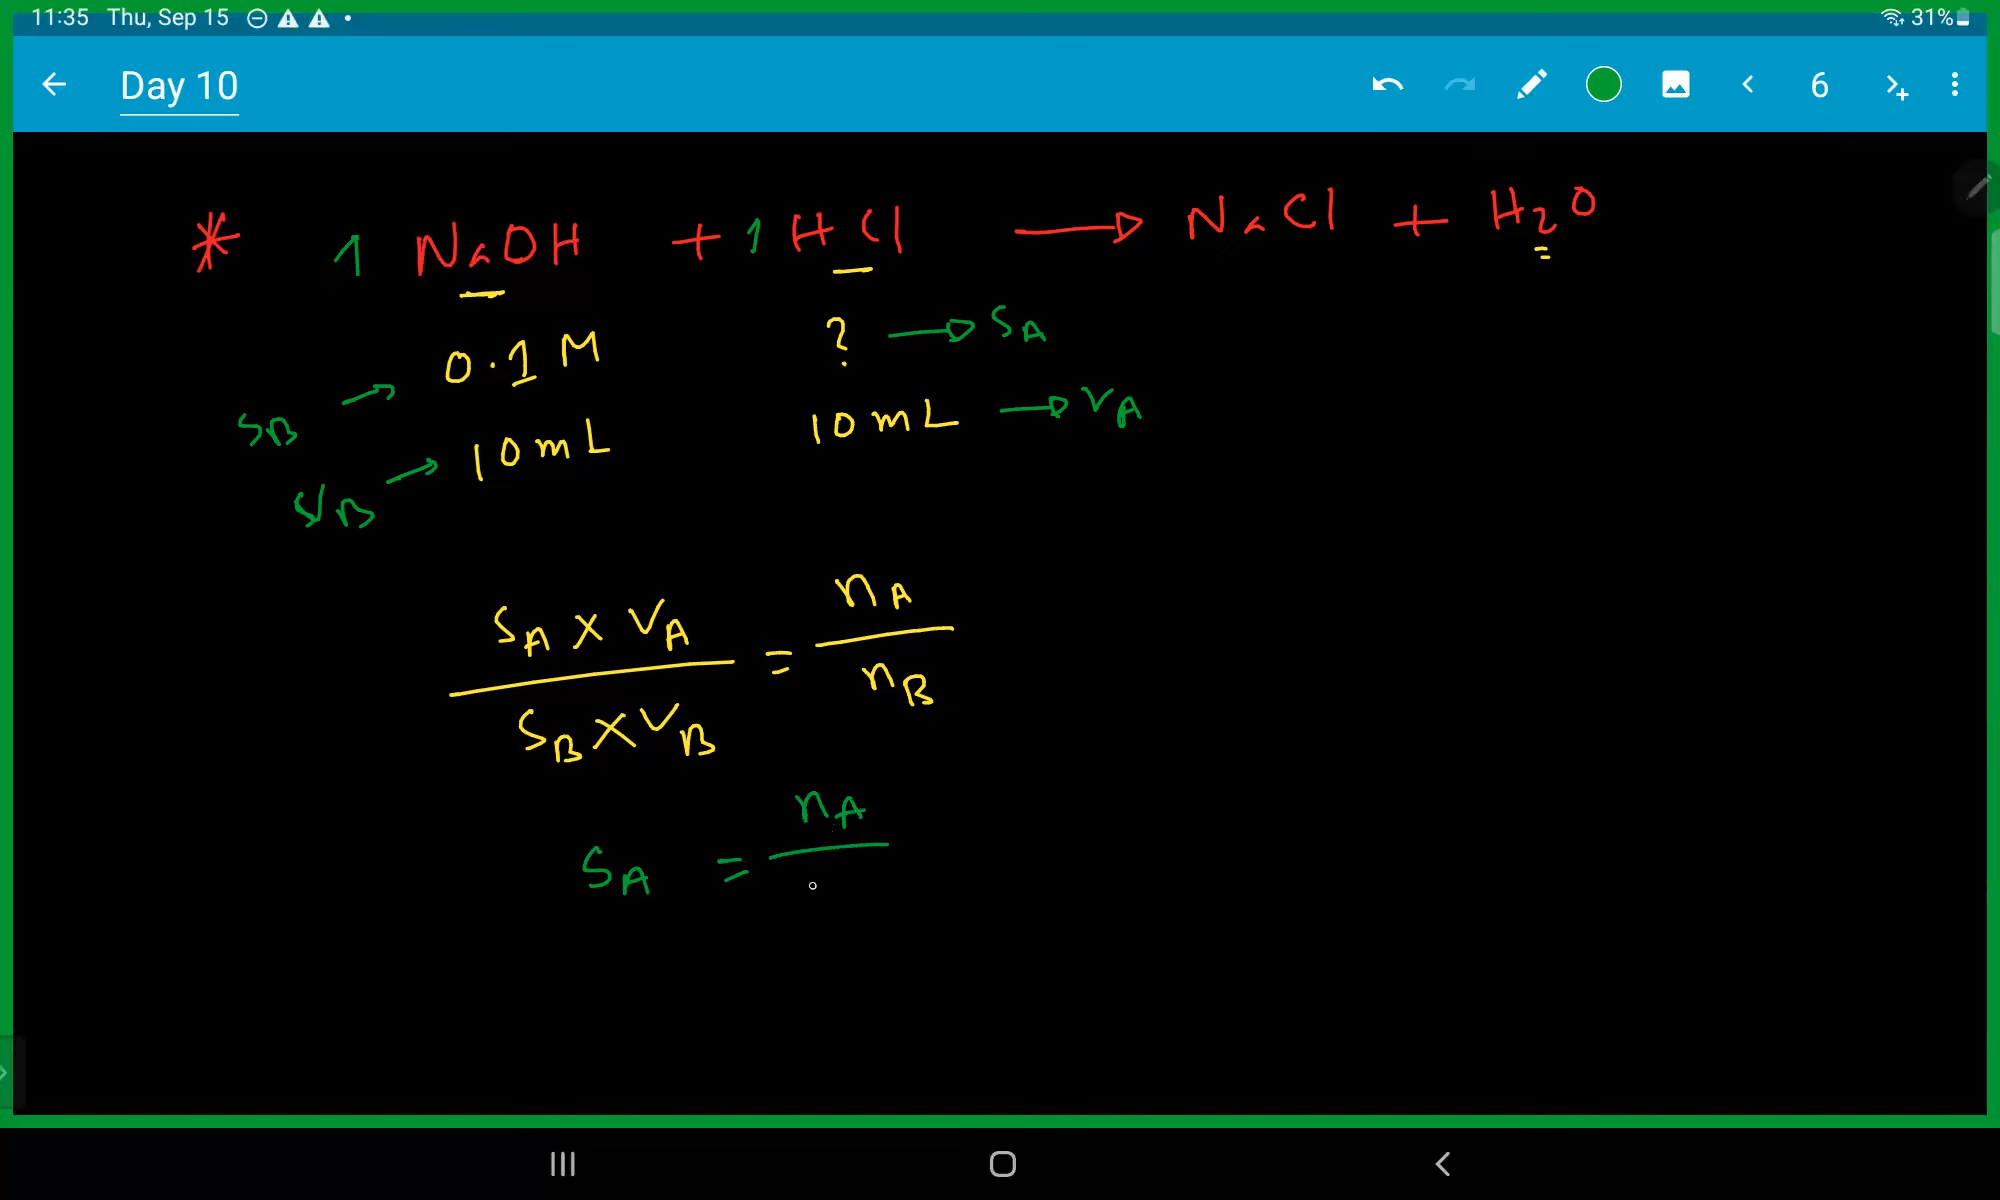 11:35 Thu, Sep 15 31%
Day 10 6
* 1 NaOH + 1 HCl → NaCl + H2O
0.1 M ? → SA
SB →
10 mL 10 mL → VA
VB →
SA × VA / SB × VB = nA / nB
SA = nA